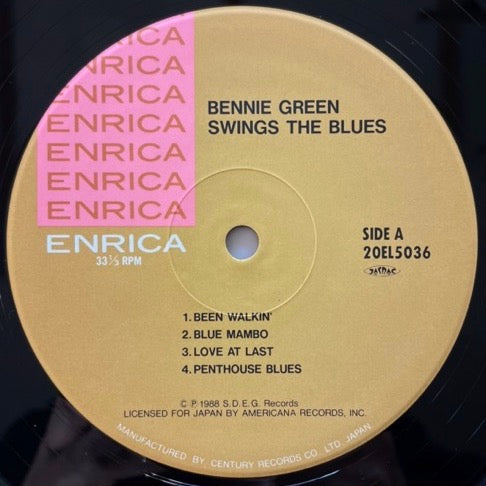 ENRICA
ENRICA
ENRICA
ENRICA
ENRICA
ENRICA
ENRICA
ENRICA
33⅓ RPM
BENNIE GREEN
SWINGS THE BLUES
SIDE A
20EL5036
JASRAC
1. BEEN WALKIN'
2. BLUE MAMBO
3. LOVE AT LAST
4. PENTHOUSE BLUES
© ℗ 1988 S.D.E.G. Records
LICENSED FOR JAPAN BY AMERICANA RECORDS, INC.
MANUFACTURED BY, CENTURY RECORDS CO. LTD. JAPAN.